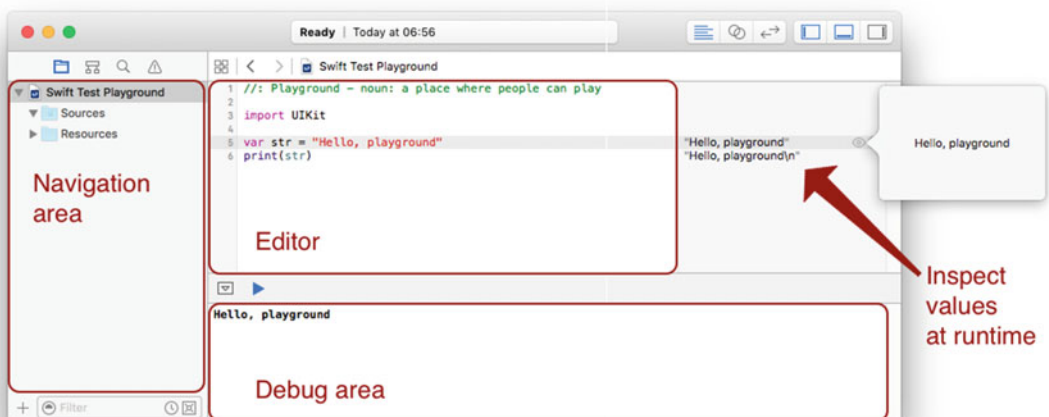 Ready | Today at 06:56
Swift Test Playground
Swift Test Playground
Sources
Resources
Navigation
area
1 //: Playground – noun: a place where people can play
2
3 import UIKit
4
5 var str = "Hello, playground"
6 print(str)
Editor
"Hello, playground"
"Hello, playground\n"
Hello, playground
Inspect
values
at runtime
Hello, playground
Debug area
Filter